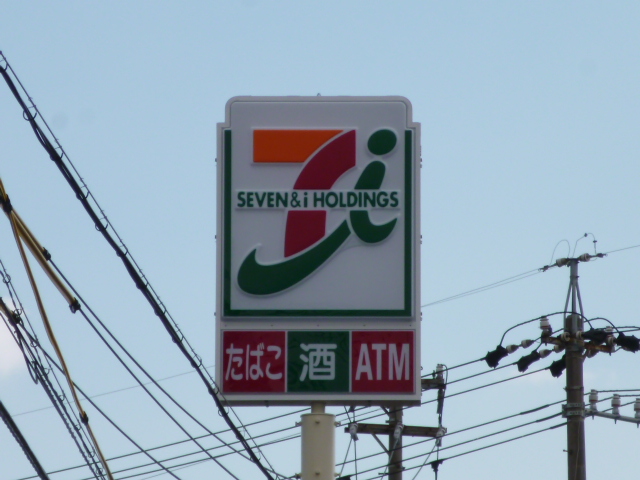 SEVEN&i HOLDINGS
たばこ 酒 ATM